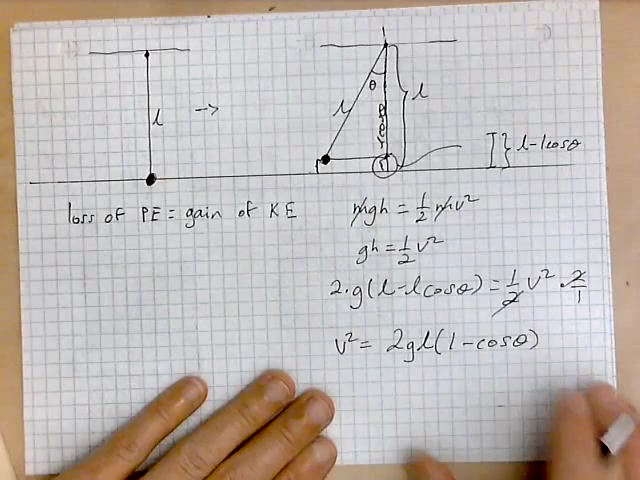 l
→
θ
l
l
l-lcosθ
loss of PE = gain of KE
mgh = 1/2 mv²
gh = 1/2 v²
2·g(l-lcosθ) = 1/2 v² · 2/1
v² = 2gl(1-cosθ)